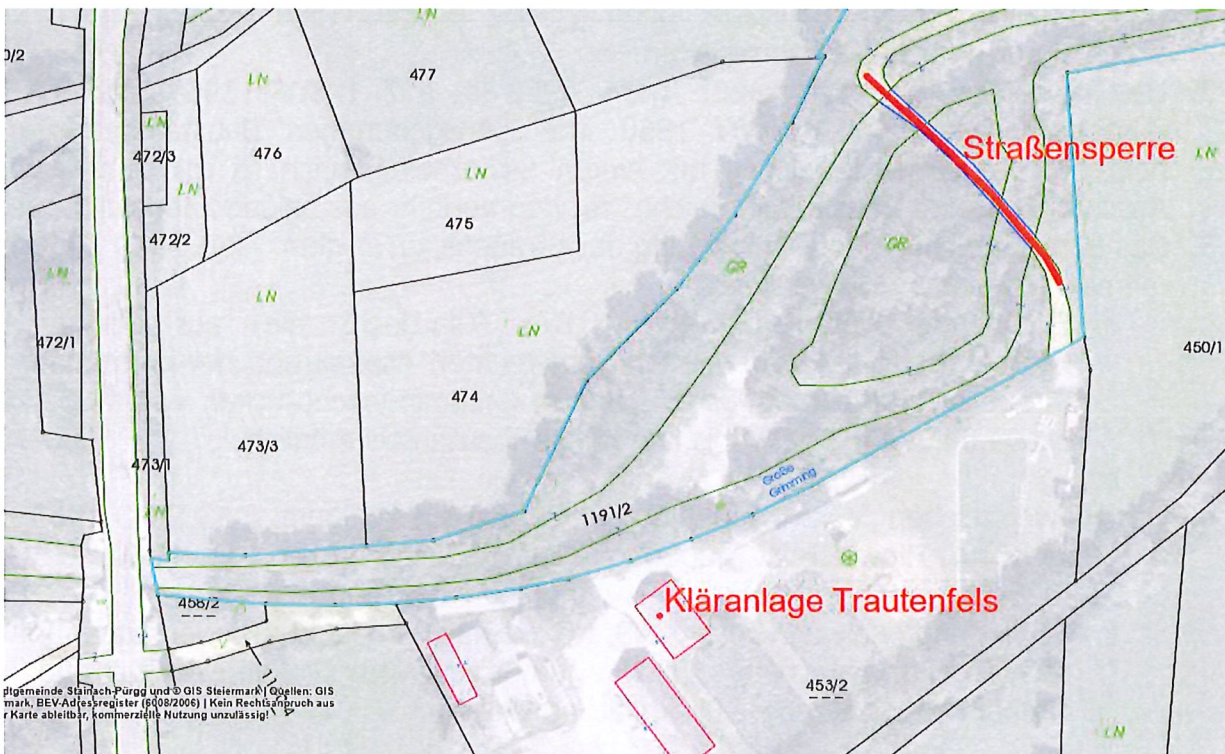 LN
477
LN
LN
472/3
476
Straßensperre
LN
LN
LN
475
472/2
GR
GR
LN
LN
LN
472/1
450/1
474
473/3
473/1
Große
Grimming
LN
1191/2
Kläranlage Trautenfels
458/2
453/2
dtgemeinde Stainach-Pürgg und © GIS Steiermark | Quellen: GIS
mark, BEV-Adressregister (6008/2006) | Kein Rechtsanspruch aus
r Karte ableitbar, kommerzielle Nutzung unzulässig!
LN